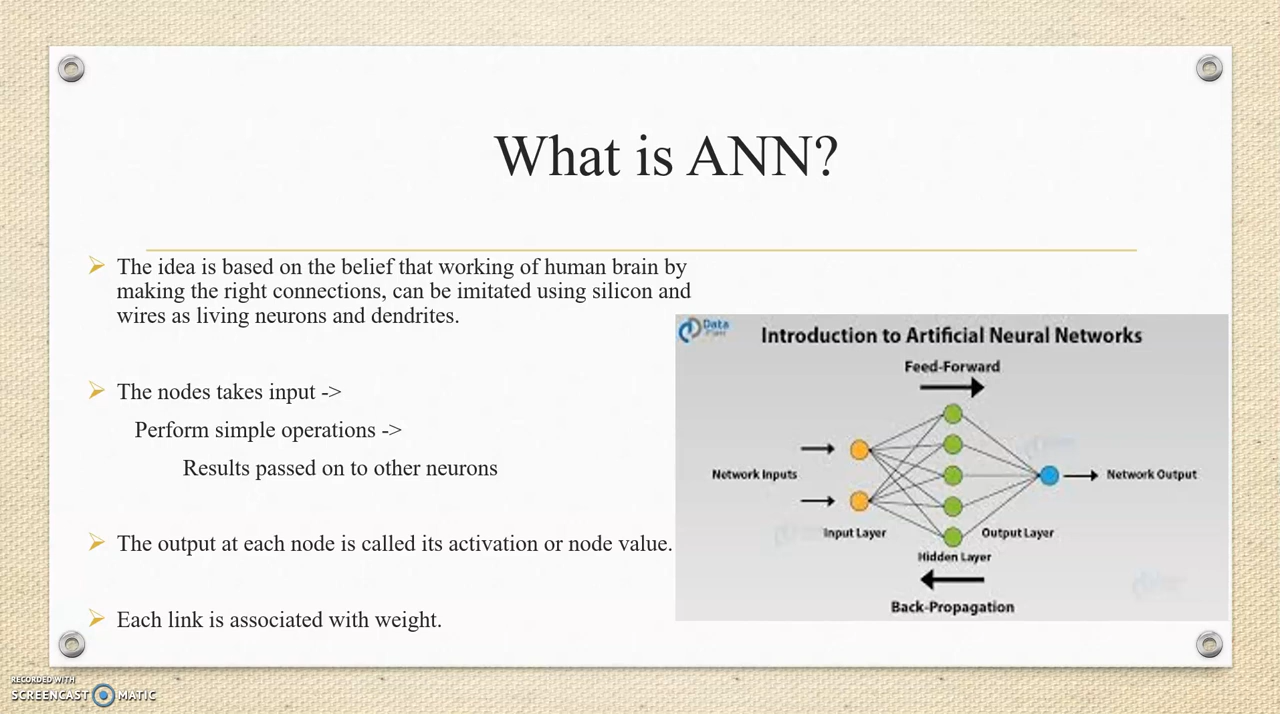 What is ANN?
The idea is based on the belief that working of human brain by
making the right connections, can be imitated using silicon and
wires as living neurons and dendrites.
The nodes takes input ->
Perform simple operations ->
Results passed on to other neurons
The output at each node is called its activation or node value.
Each link is associated with weight.
Data
Introduction to Artificial Neural Networks
Feed-Forward
Network Inputs
Network Output
Input Layer
Output Layer
Hidden Layer
Back-Propagation
RECORDED WITH
SCREENCAST MATIC